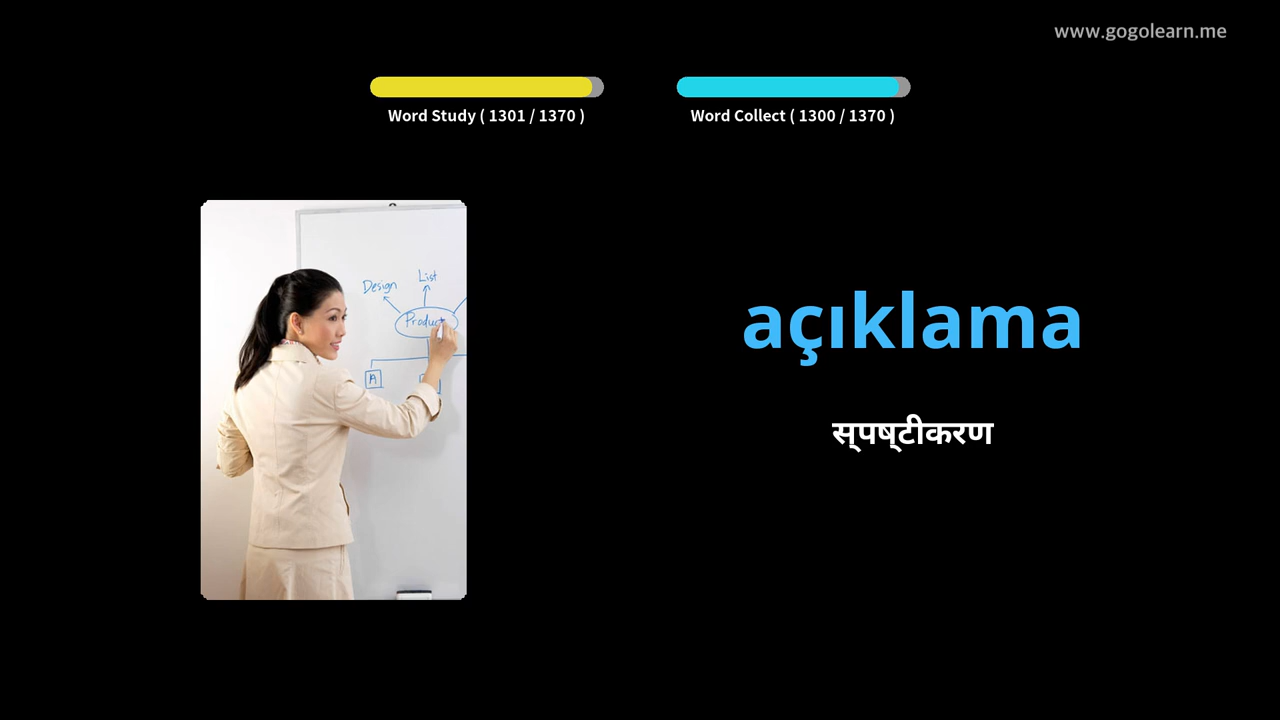 www.gogolearn.me
Word Study ( 1301 / 1370 )
Word Collect ( 1300 / 1370 )
List
Design
Product
A
açıklama
स्पष्टीकरण